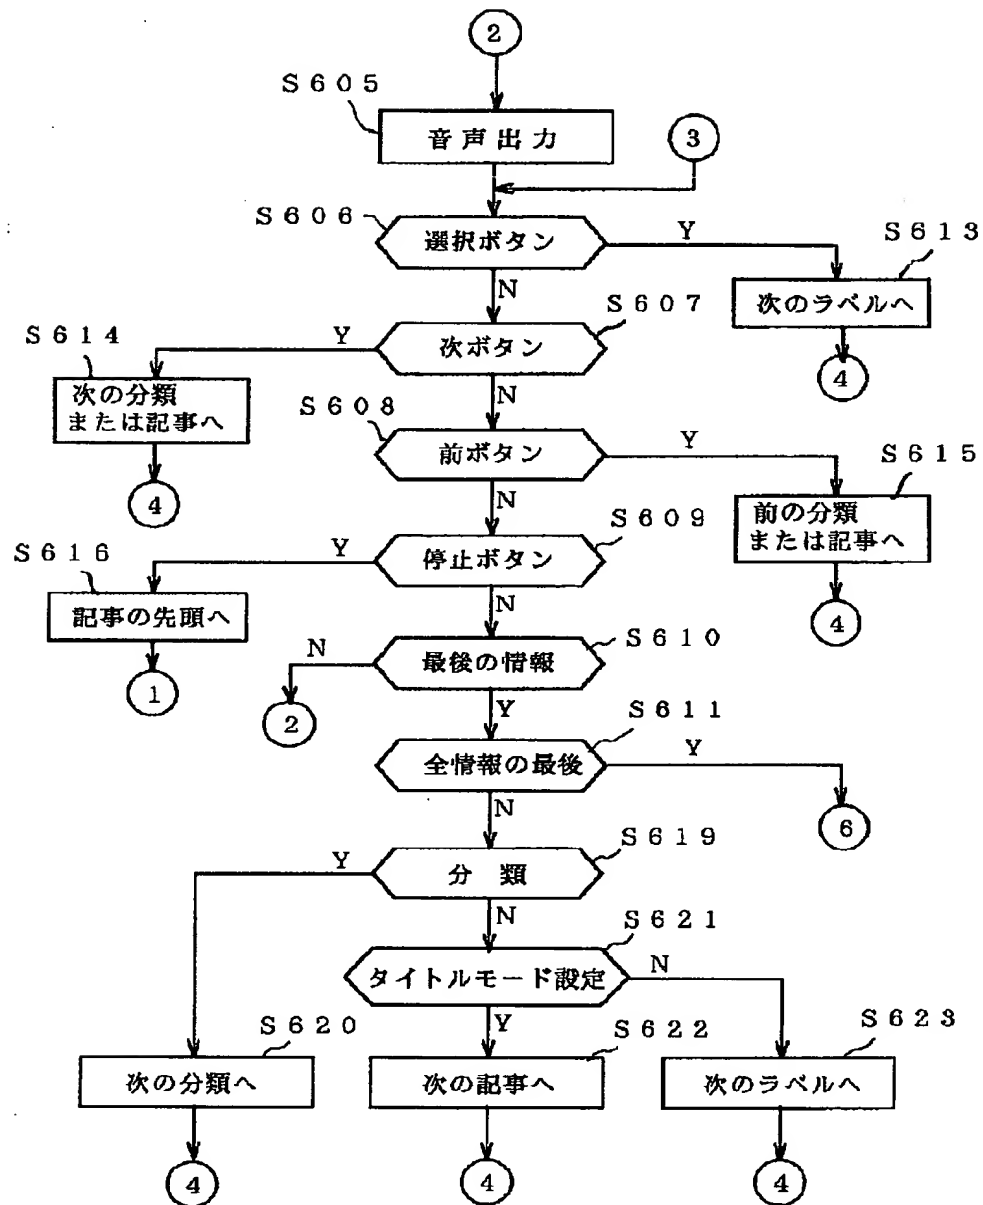 2
S605
音声出力
3
S606
選択ボタン
Y
S613
N
次のラベルへ
S607
4
次ボタン
Y
S614
N
次の分類
または記事へ
4
S608
前ボタン
Y
S615
N
前の分類
または記事へ
4
S609
停止ボタン
Y
S616
N
記事の先頭へ
1
S610
最後の情報
N
2
Y
S611
全情報の最後
Y
6
N
S619
分類
Y
N
S621
タイトルモード設定
N
Y
S620
次の分類へ
4
S622
次の記事へ
4
S623
次のラベルへ
4